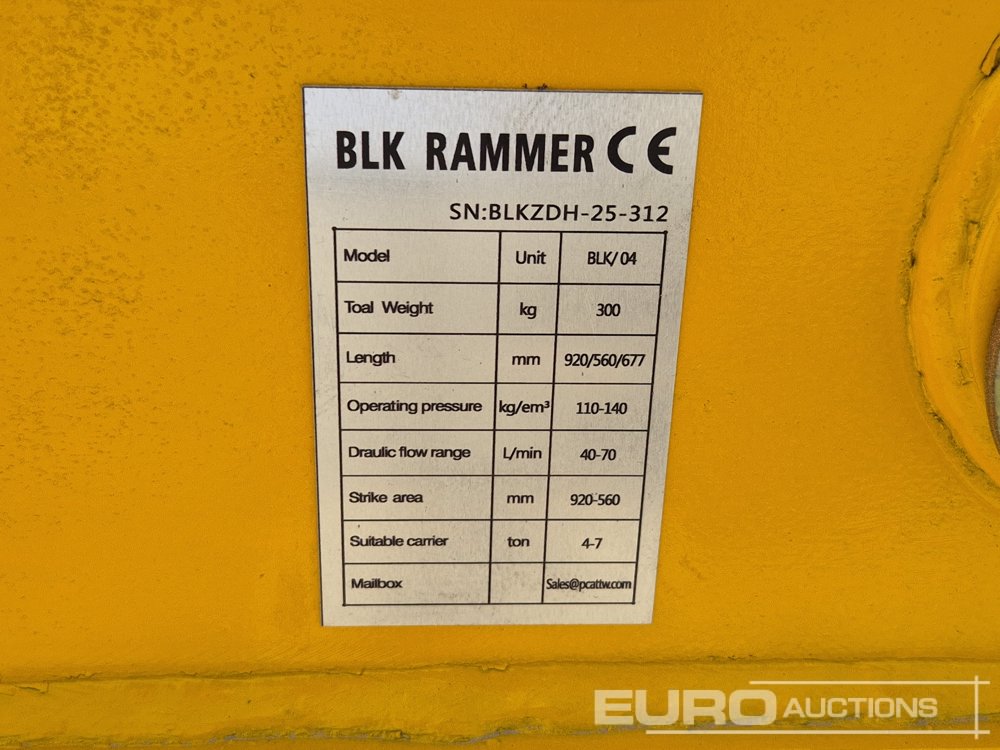 BLK RAMMER CE
SN:BLKZDH-25-312
Model Unit BLK/04
Toal Weight kg 300
Length mm 920/560/677
Operating pressure kg/em³ 110-140
Draulic flow range L/min 40-70
Strike area mm 920-560
Suitable carrier ton 4-7
Mailbox Sales@pcattw.com
EURO AUCTIONS